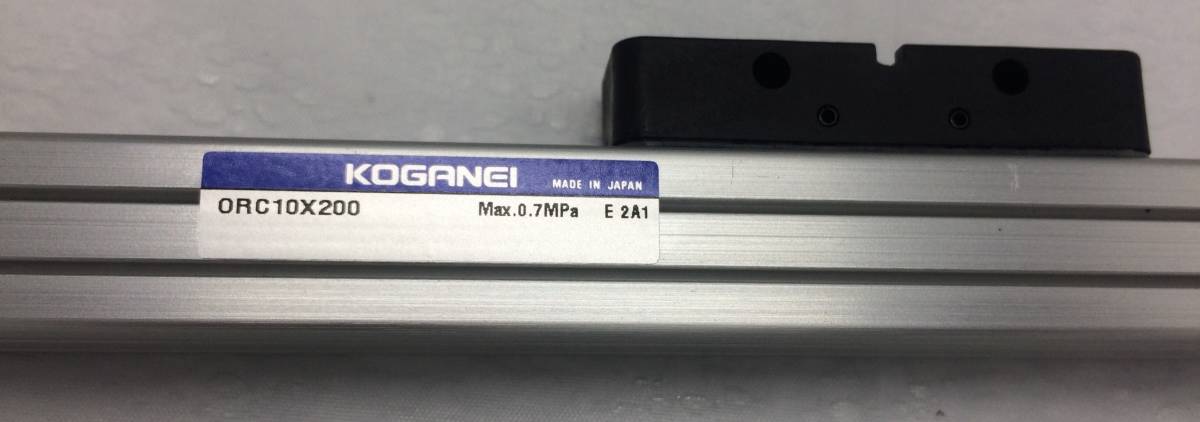 KOGANEI MADE IN JAPAN
ORC10X200 Max.0.7MPa E 2A1